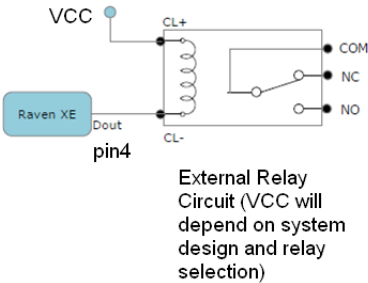 VCC
CL+
COM
NC
NO
Raven XE
Dout
pin4
CL-
External Relay
Circuit (VCC will
depend on system
design and relay
selection)